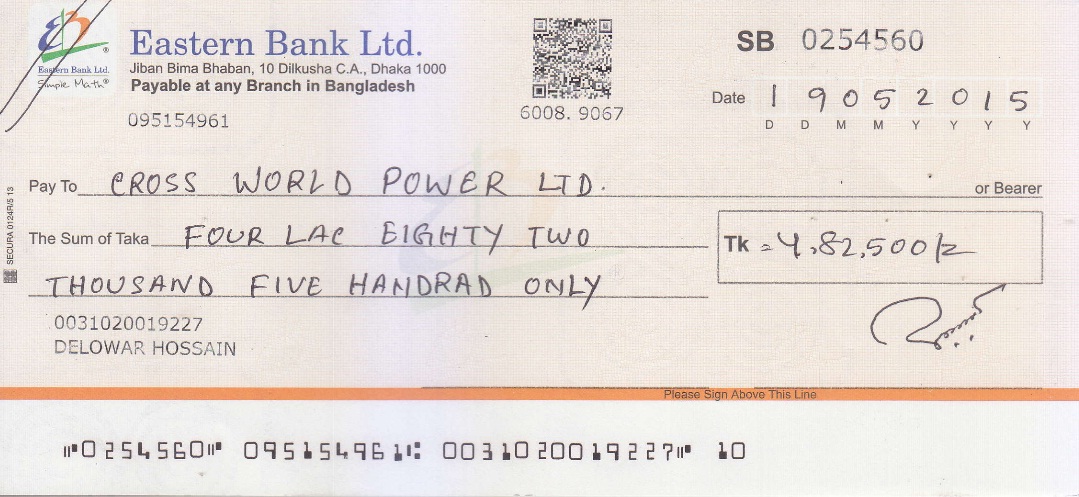 Eastern Bank Ltd.
Simple Math®
Eastern Bank Ltd.
Jiban Bima Bhaban, 10 Dilkusha C.A., Dhaka 1000
Payable at any Branch in Bangladesh
095154961
6008. 9067
SB 0254560
Date 1 9 0 5 2 0 1 5
D D M M Y Y Y Y
Pay To CROSS WORLD POWER LTD. or Bearer
The Sum of Taka FOUR LAC EIGHTY TWO
THOUSAND FIVE HANDRAD ONLY
Tk = 4,82,500/=
SECURA 0124R/5 13
0031020019227
DELOWAR HOSSAIN
Please Sign Above This Line
⑈0254560⑈ 095154961⑆ 0031020019227⑈ 10